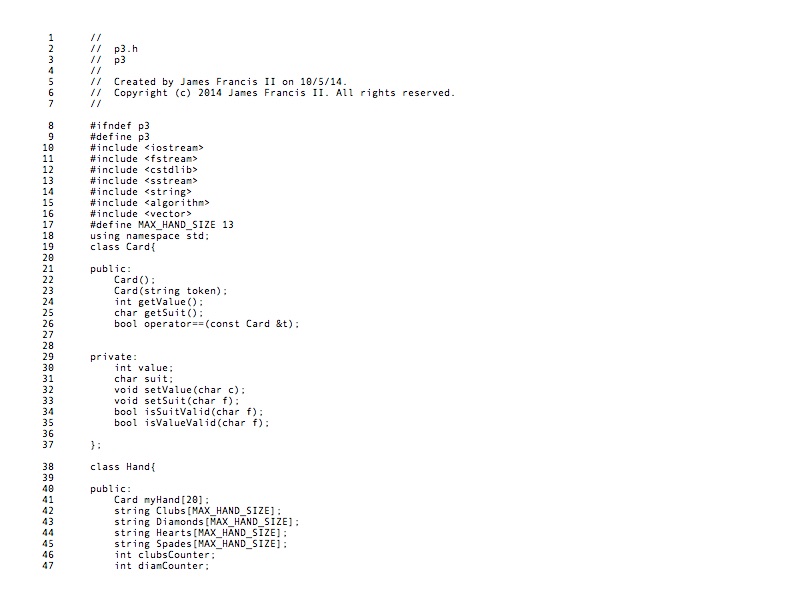 1 //
2 // p3.h
3 // p3
4 //
5 // Created by James Francis II on 10/5/14.
6 // Copyright (c) 2014 James Francis II. All rights reserved.
7 //
8 #ifndef p3
9 #define p3
10 #include <iostream>
11 #include <fstream>
12 #include <cstdlib>
13 #include <sstream>
14 #include <string>
15 #include <algorithm>
16 #include <vector>
17 #define MAX_HAND_SIZE 13
18 using namespace std;
19 class Card{
20
21 public:
22 Card();
23 Card(string token);
24 int getValue();
25 char getSuit();
26 bool operator==(const Card &t);
27
28
29 private:
30 int value;
31 char suit;
32 void setValue(char c);
33 void setSuit(char f);
34 bool isSuitValid(char f);
35 bool isValueValid(char f);
36
37 };
38 class Hand{
39
40 public:
41 Card myHand[20];
42 string Clubs[MAX_HAND_SIZE];
43 string Diamonds[MAX_HAND_SIZE];
44 string Hearts[MAX_HAND_SIZE];
45 string Spades[MAX_HAND_SIZE];
46 int clubsCounter;
47 int diamCounter;